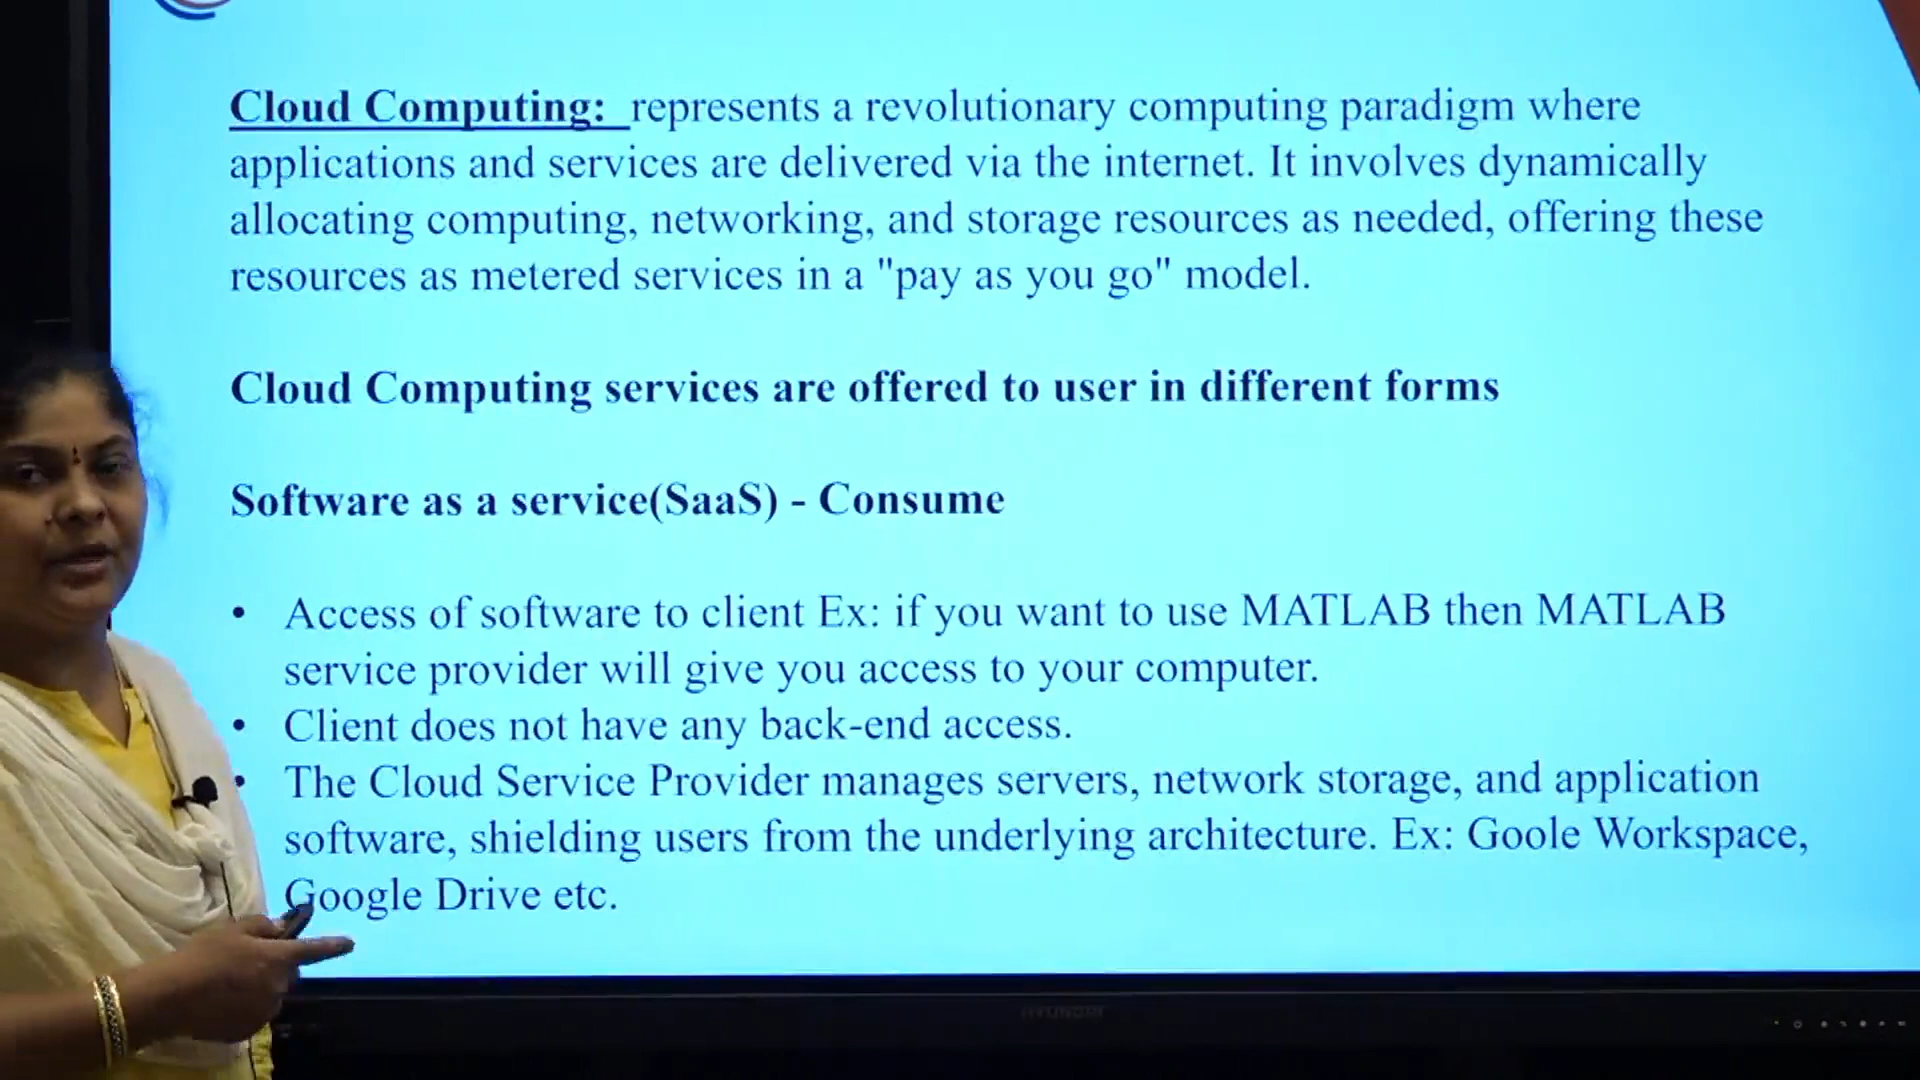 Cloud Computing: represents a revolutionary computing paradigm where
applications and services are delivered via the internet. It involves dynamically
allocating computing, networking, and storage resources as needed, offering these
resources as metered services in a "pay as you go" model.
Cloud Computing services are offered to user in different forms
Software as a service(SaaS) - Consume
• Access of software to client Ex: if you want to use MATLAB then MATLAB
service provider will give you access to your computer.
• Client does not have any back-end access.
• The Cloud Service Provider manages servers, network storage, and application
software, shielding users from the underlying architecture. Ex: Goole Workspace,
Google Drive etc.
HYUNDAI